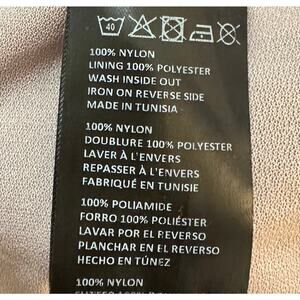 40
100% NYLON
LINING 100% POLYESTER
WASH INSIDE OUT
IRON ON REVERSE SIDE
MADE IN TUNISIA
100% NYLON
DOUBLURE 100% POLYESTER
LAVER À L'ENVERS
REPASSER À L'ENVERS
FABRIQUÉ EN TUNISIE
100% POLIAMIDE
FORRO 100% POLIÉSTER
LAVAR POR EL REVERSO
PLANCHAR EN EL REVERSO
HECHO EN TÚNEZ
100% NYLON